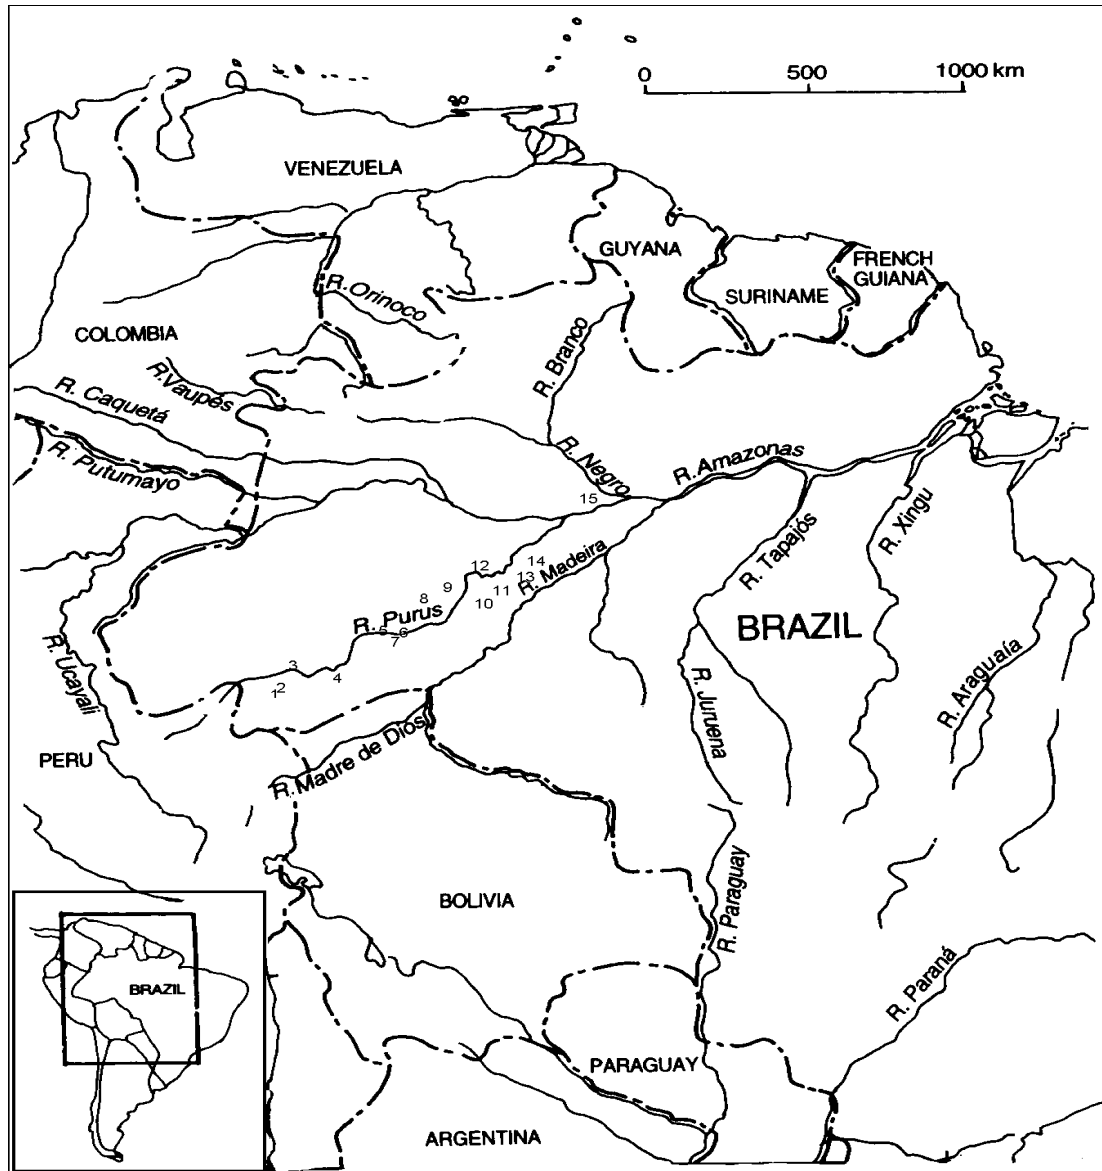 0 500 1000 km
VENEZUELA
GUYANA
FRENCH
GUIANA
SURINAME
R. Orinoco
COLOMBIA
R. Branco
R.Vaupés
R. Caquetá
R. Putumayo
R. Negro
R. Amazonas
15
R. Xingu
R. Tapajós
R. Madeira
14
12
13
11
9
10
8
R. Purus
5
6
7
BRAZIL
R. Ucayali
3
4
2
1
R. Araguaía
R. Juruena
R. Madre de Dios
PERU
BOLIVIA
R. Paraguay
R. Paraná
BRAZIL
PARAGUAY
ARGENTINA